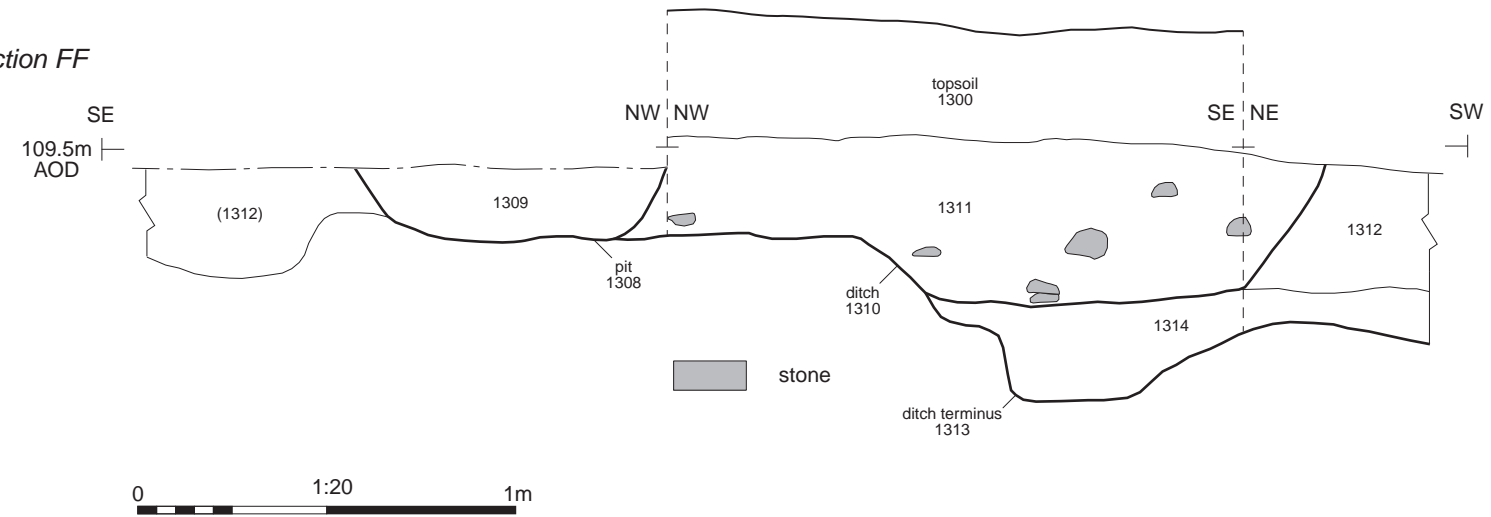 ction FF
topsoil
1300
SE
NW
NW
SE
NE
SW
109.5m
AOD
(1312)
1309
1311
1312
pit
1308
ditch
1310
1314
stone
ditch terminus
1313
0
1:20
1m